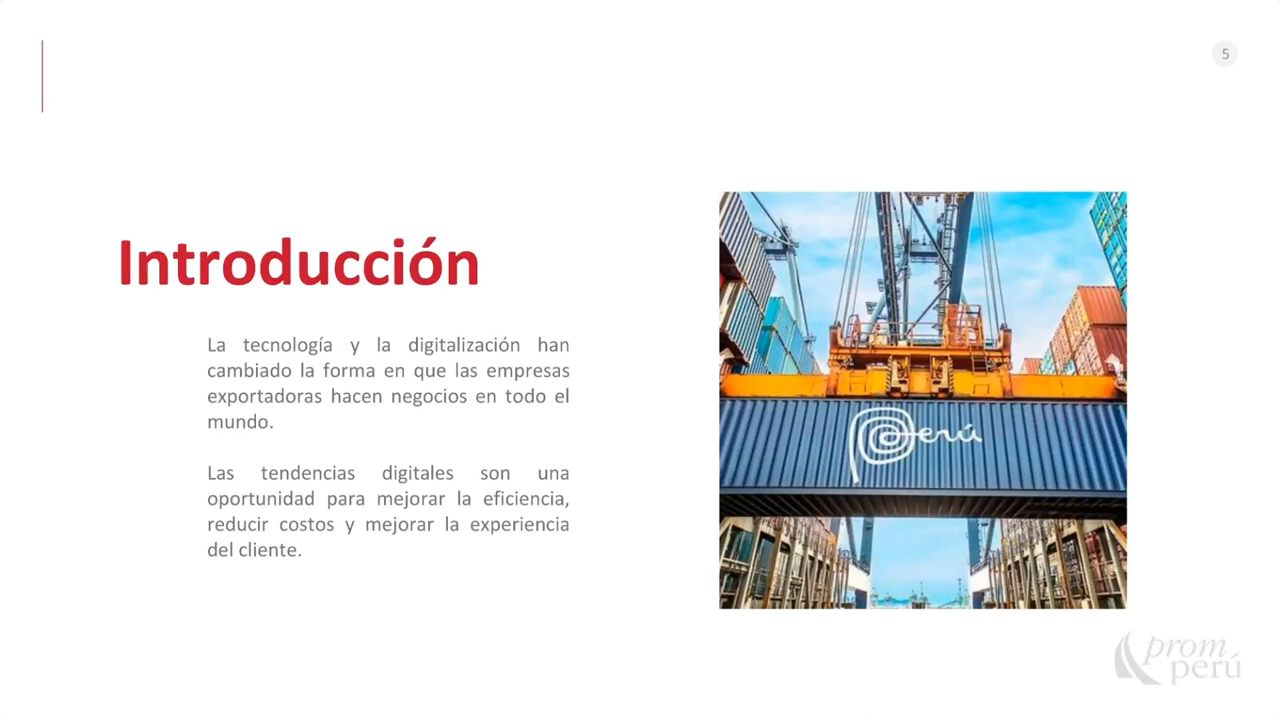 5
Introducción
La tecnología y la digitalización han
cambiado la forma en que las empresas
exportadoras hacen negocios en todo el
mundo.
Las tendencias digitales son una
oportunidad para mejorar la eficiencia,
reducir costos y mejorar la experiencia
del cliente.
Perú
prom
perú